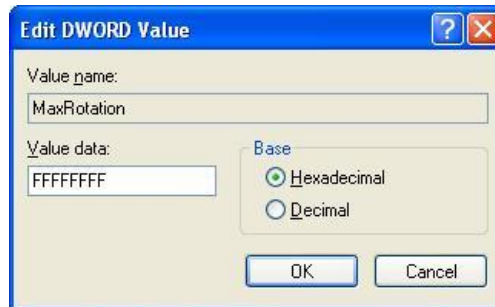 Edit DWORD Value
Value name:
MaxRotation
Value data:
FFFFFFFF
Base
Hexadecimal
Decimal
OK
Cancel